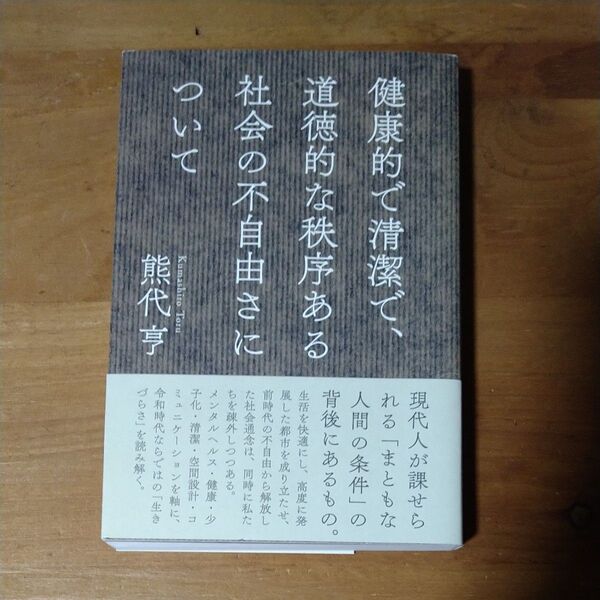 健康的で清潔で、
道徳的な秩序ある
社会の不自由さに
ついて
熊代亨
Kumashiro Toru
現代人が課せら
れる「まともな
人間の条件」の
背後にあるもの。
生活を快適にし、高度に発
展した都市を成り立たせ、
前時代の不自由から解放し
た社会通念は、同時に私た
ちを疎外しつつある。
メンタルヘルス・健康・少
子化・清潔・空間設計・コ
ミュニケーションを軸に、
令和時代ならではの「生き
づらさ」を読み解く。